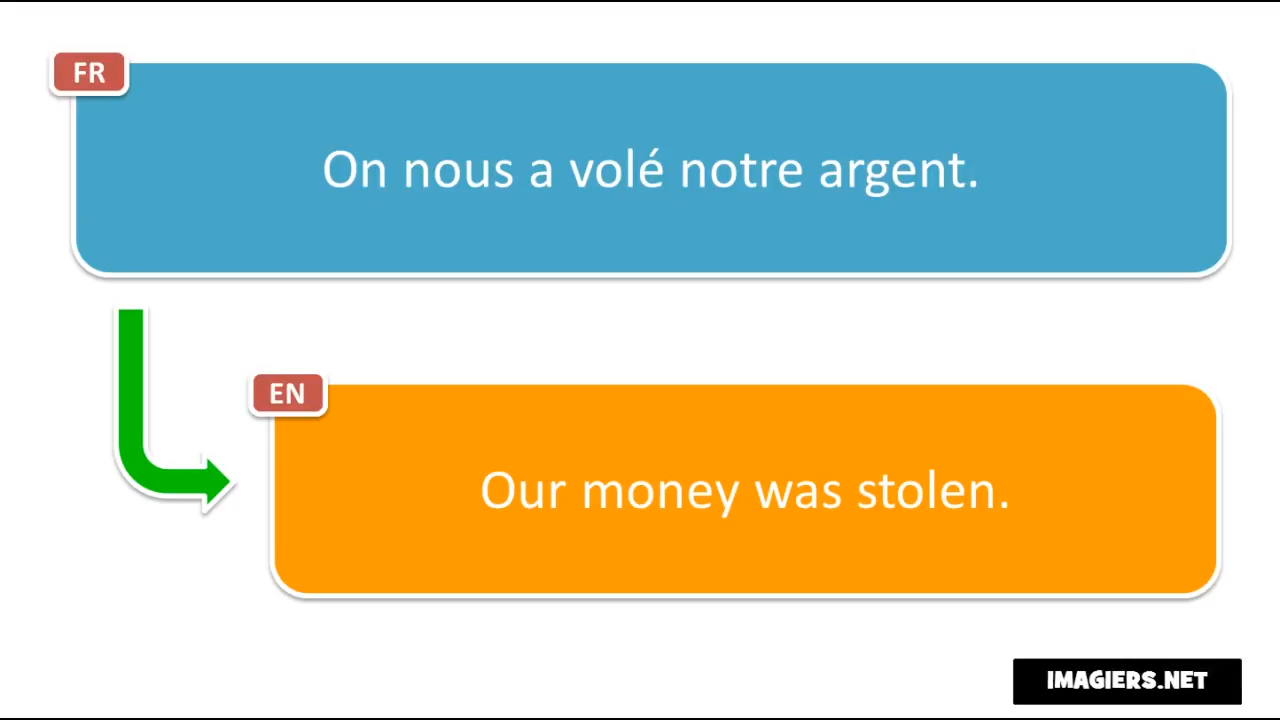 FR
On nous a volé notre argent.
EN
Our money was stolen.
IMAGIERS.NET